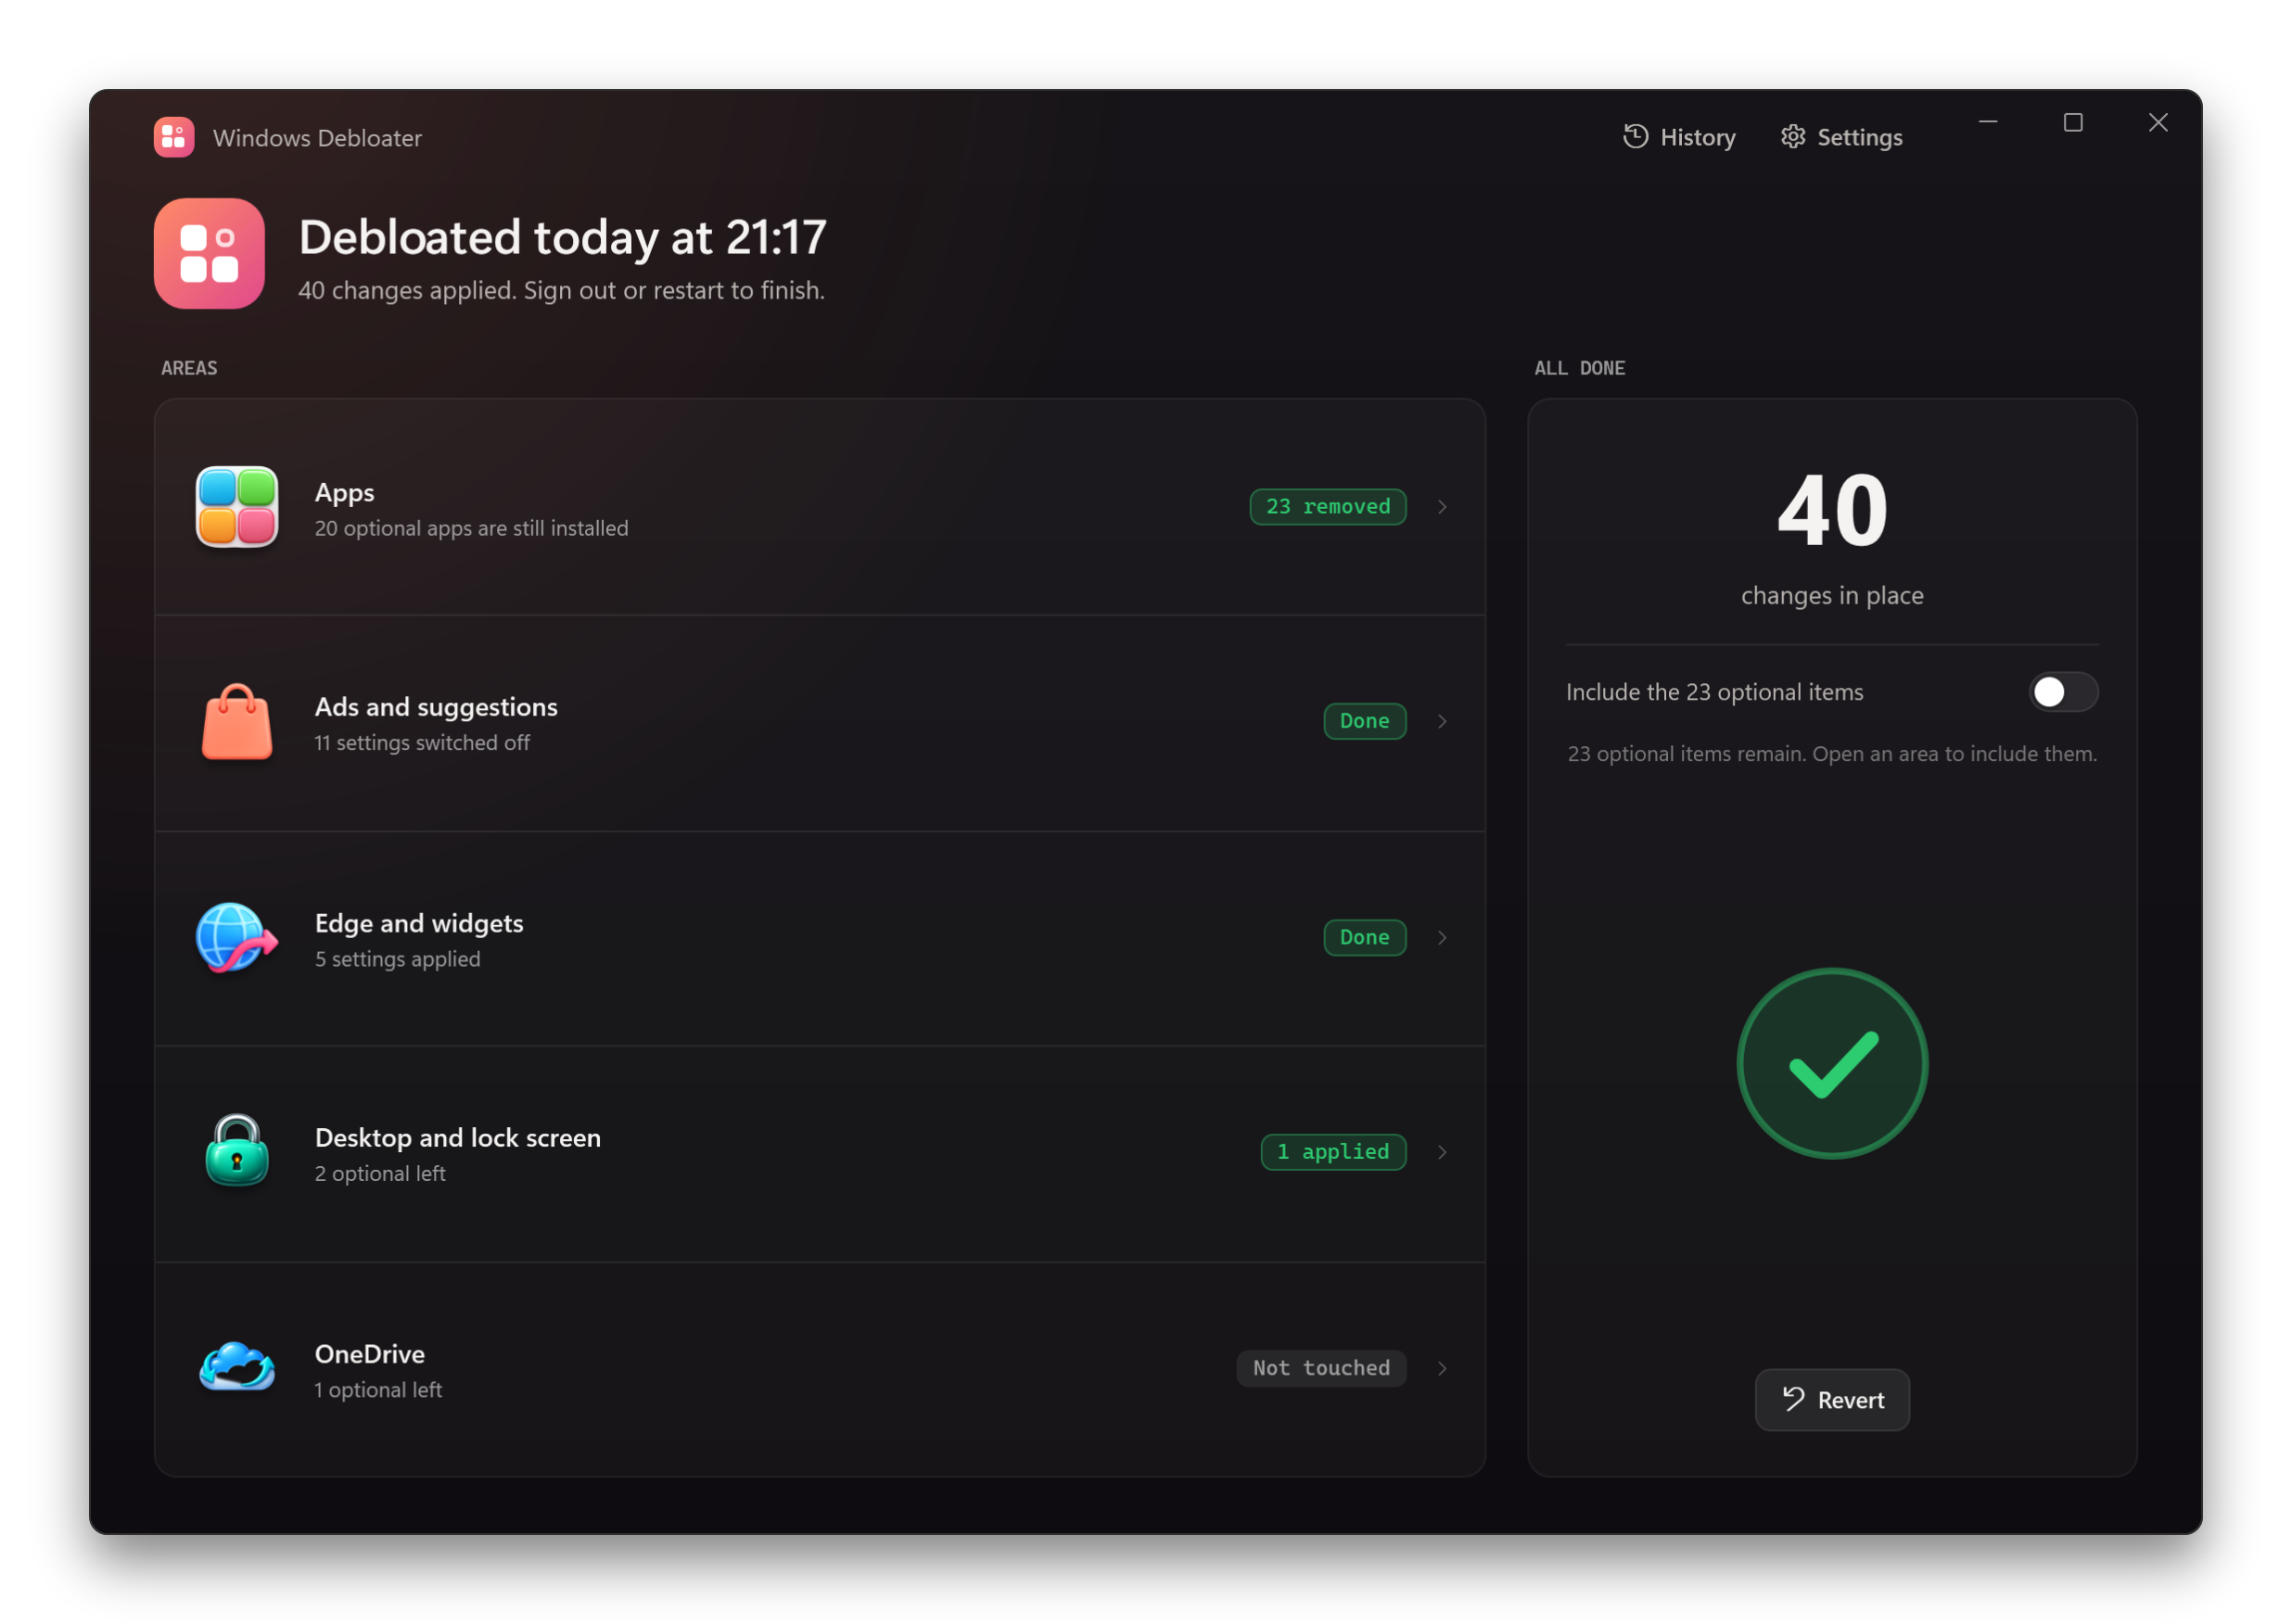 Windows Debloater
History
Settings
Debloated today at 21:17
40 changes applied. Sign out or restart to finish.
AREAS
Apps
20 optional apps are still installed
23 removed
Ads and suggestions
11 settings switched off
Done
Edge and widgets
5 settings applied
Done
Desktop and lock screen
2 optional left
1 applied
OneDrive
1 optional left
Not touched
ALL DONE
40
changes in place
Include the 23 optional items
23 optional items remain. Open an area to include them.
Revert